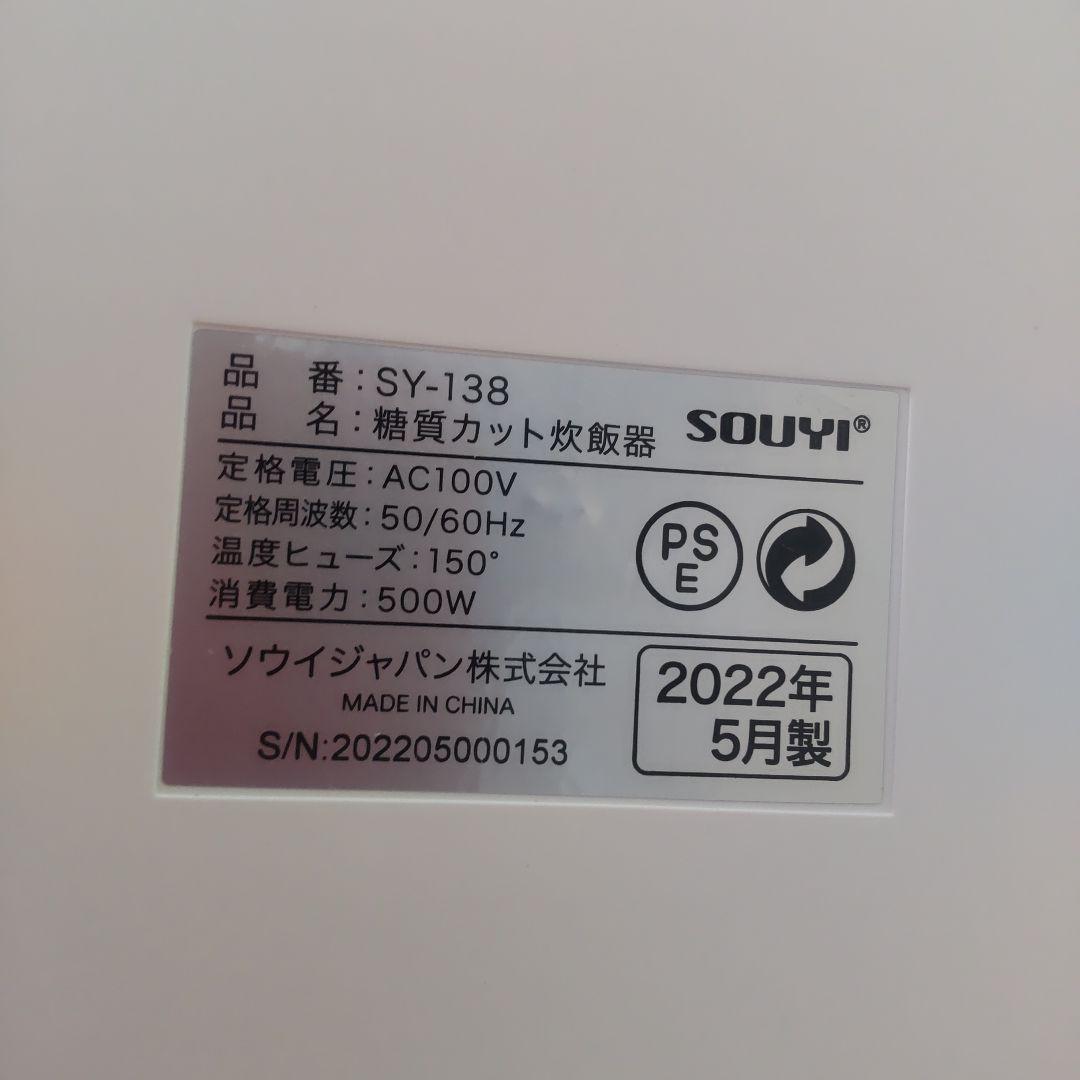 品 番：SY-138
品 名：糖質カット炊飯器
SOUYI®
定格電圧：AC100V
定格周波数：50/60Hz
温度ヒューズ：150°
消費電力：500W
PS
E
ソウイジャパン株式会社
MADE IN CHINA
S/N:202205000153
2022年
5月製